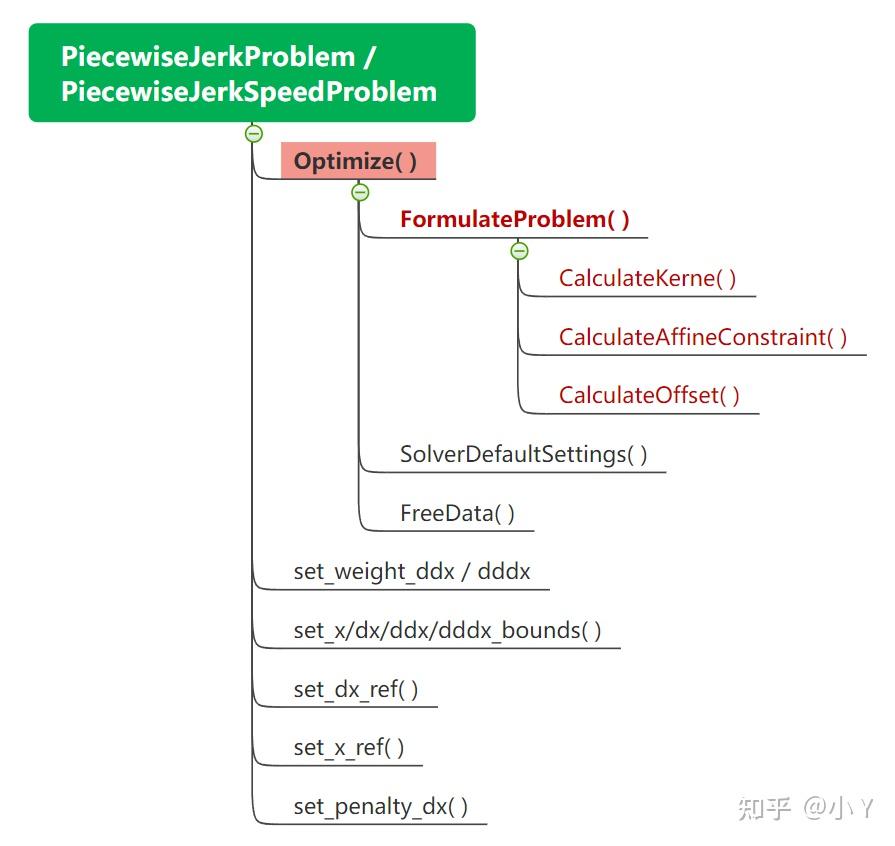 PiecewiseJerkProblem /
PiecewiseJerkSpeedProblem
Optimize( )
FormulateProblem( )
CalculateKerne( )
CalculateAffineConstraint( )
CalculateOffset( )
SolverDefaultSettings( )
FreeData( )
set_weight_ddx / dddx
set_x/dx/ddx/dddx_bounds( )
set_dx_ref( )
set_x_ref( )
set_penalty_dx( )
知乎 @小Y